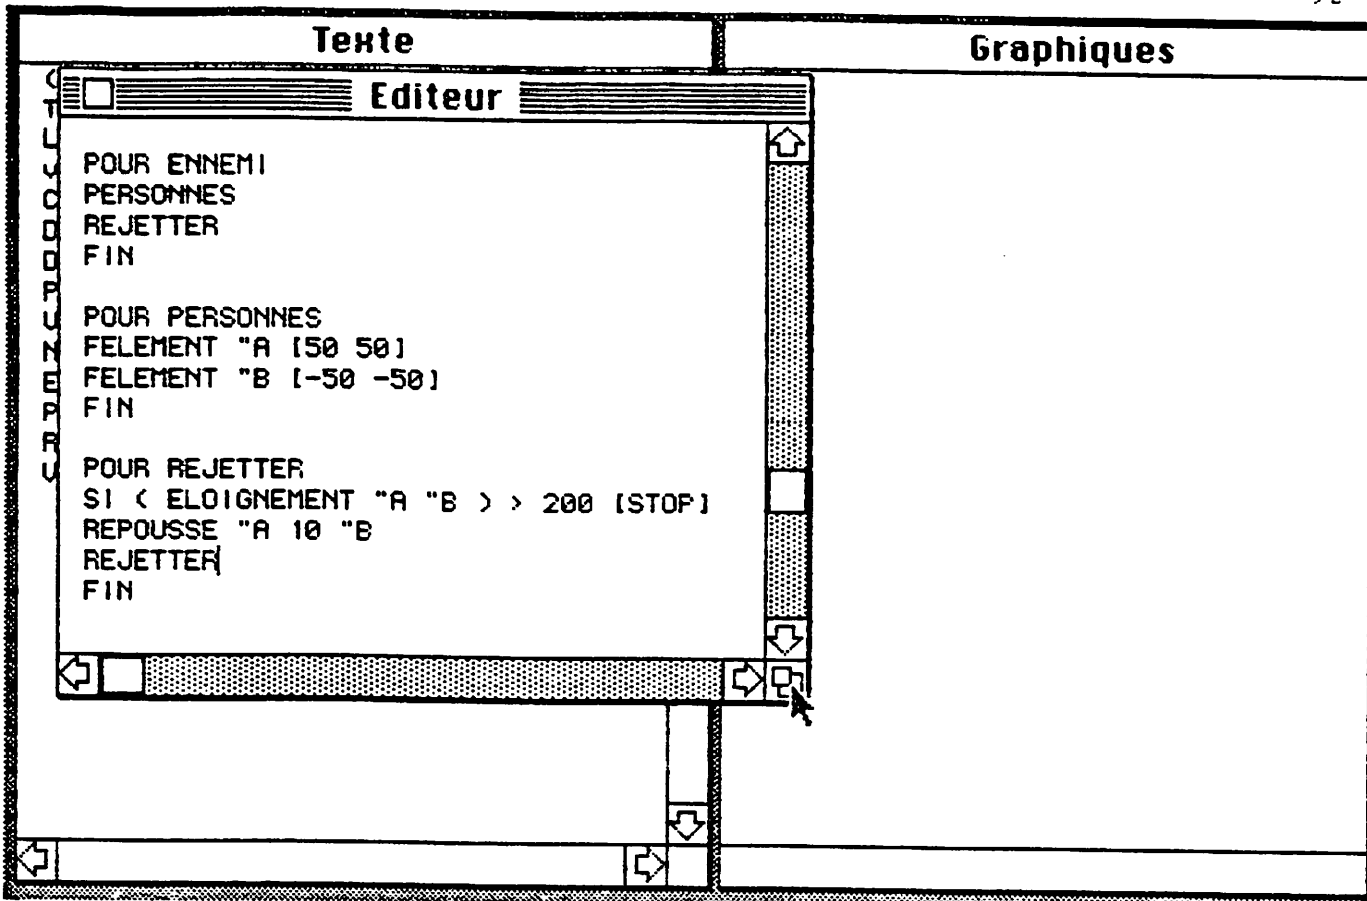 Texte
Graphiques
Editeur
POUR ENNEMI
PERSONNES
REJETTER
FIN
POUR PERSONNES
FELEMENT "A [50 50]
FELEMENT "B [-50 -50]
FIN
POUR REJETTER
SI ( ELOIGNEMENT "A "B ) > 200 [STOP]
REPOUSSE "A 10 "B
REJETTER
FIN